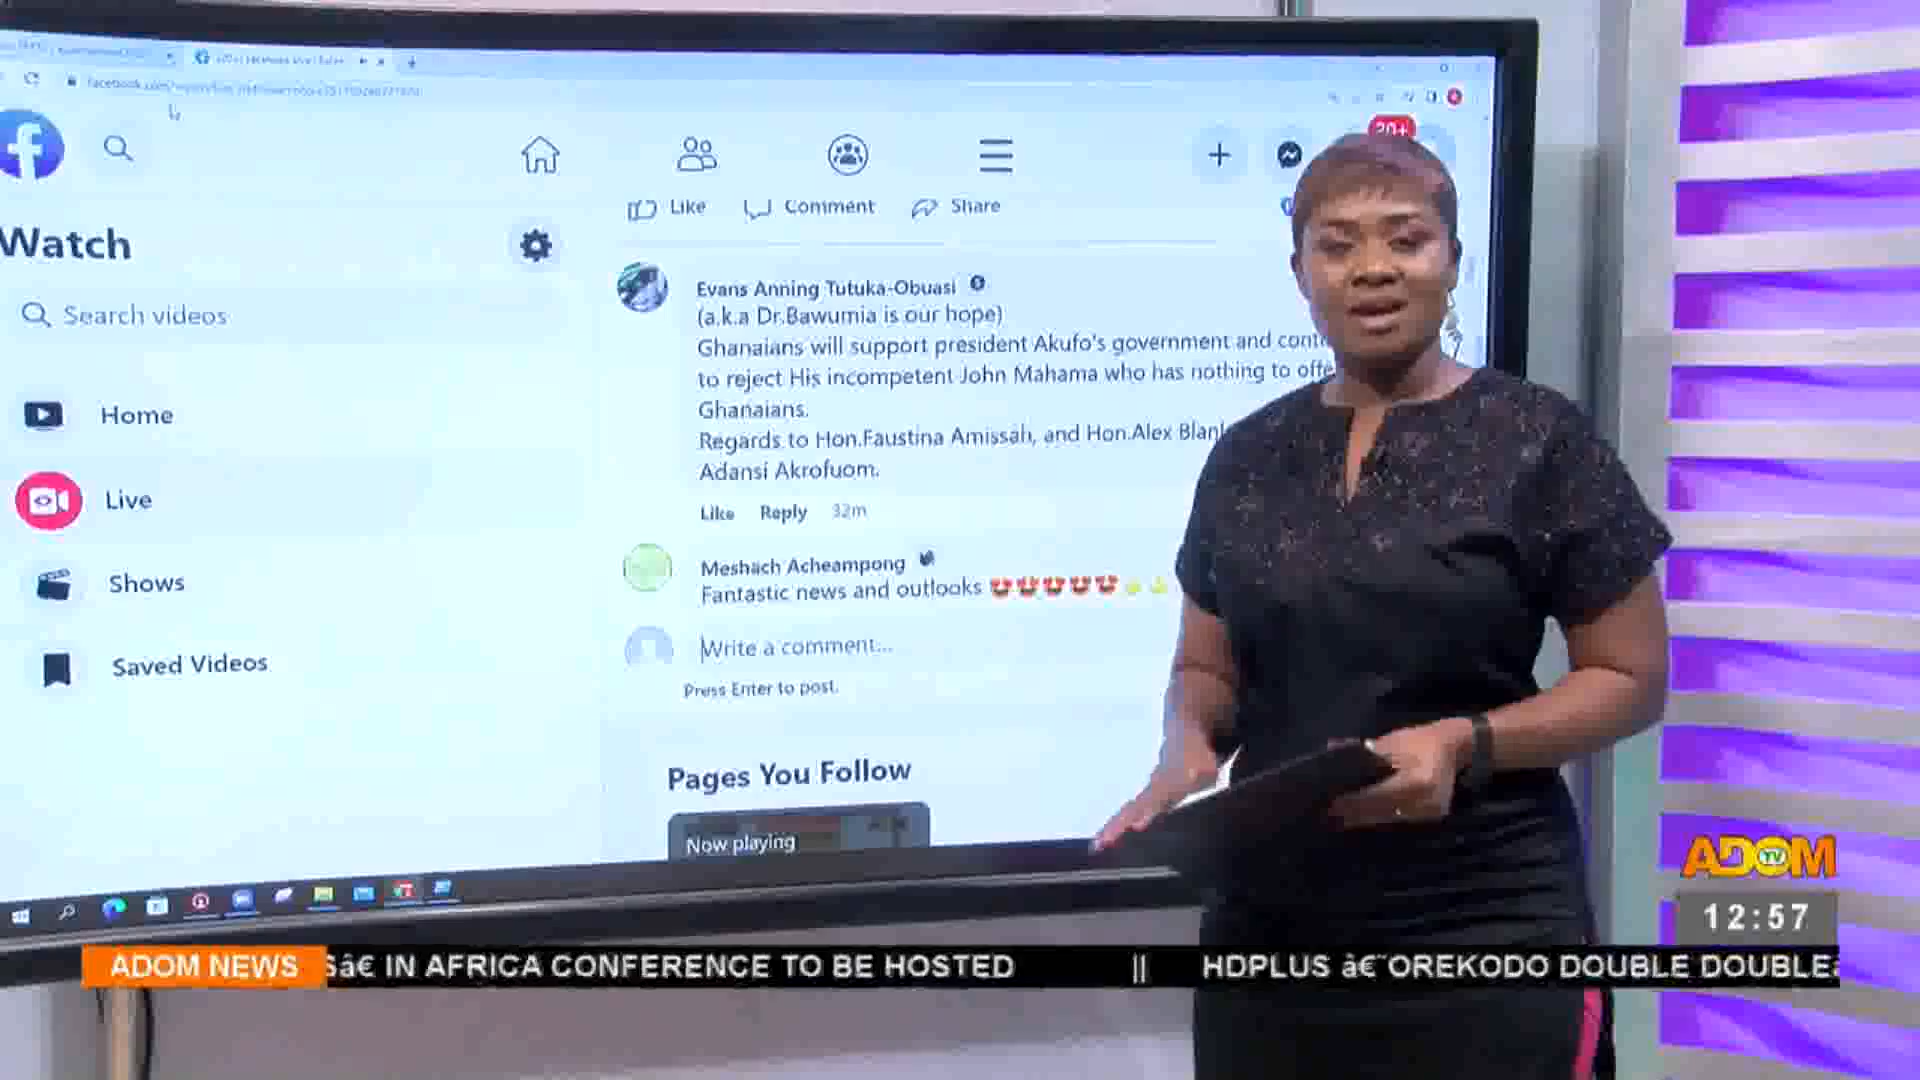 facebook.com
20+
Like Comment Share
Watch
Search videos
Home
Live
Shows
Saved Videos
Evans Anning Tutuka-Obuasi
(a.k.a Dr.Bawumia is our hope)
Ghanaians will support president Akufo's government and
to reject His incompetent John Mahama who has nothing to
Ghanaians.
Regards to Hon.Faustina Amissah, and Hon.Alex
Adansi Akrofuom.
Like Reply 32m
Meshach Acheampong
Fantastic news and outlooks
Write a comment...
Press Enter to post.
Pages You Follow
Now playing
ADOM TV
12:57
ADOM NEWS Sâ€ IN AFRICA CONFERENCE TO BE HOSTED || HDPLUS â€˜OREKODO DOUBLE DOUBLE